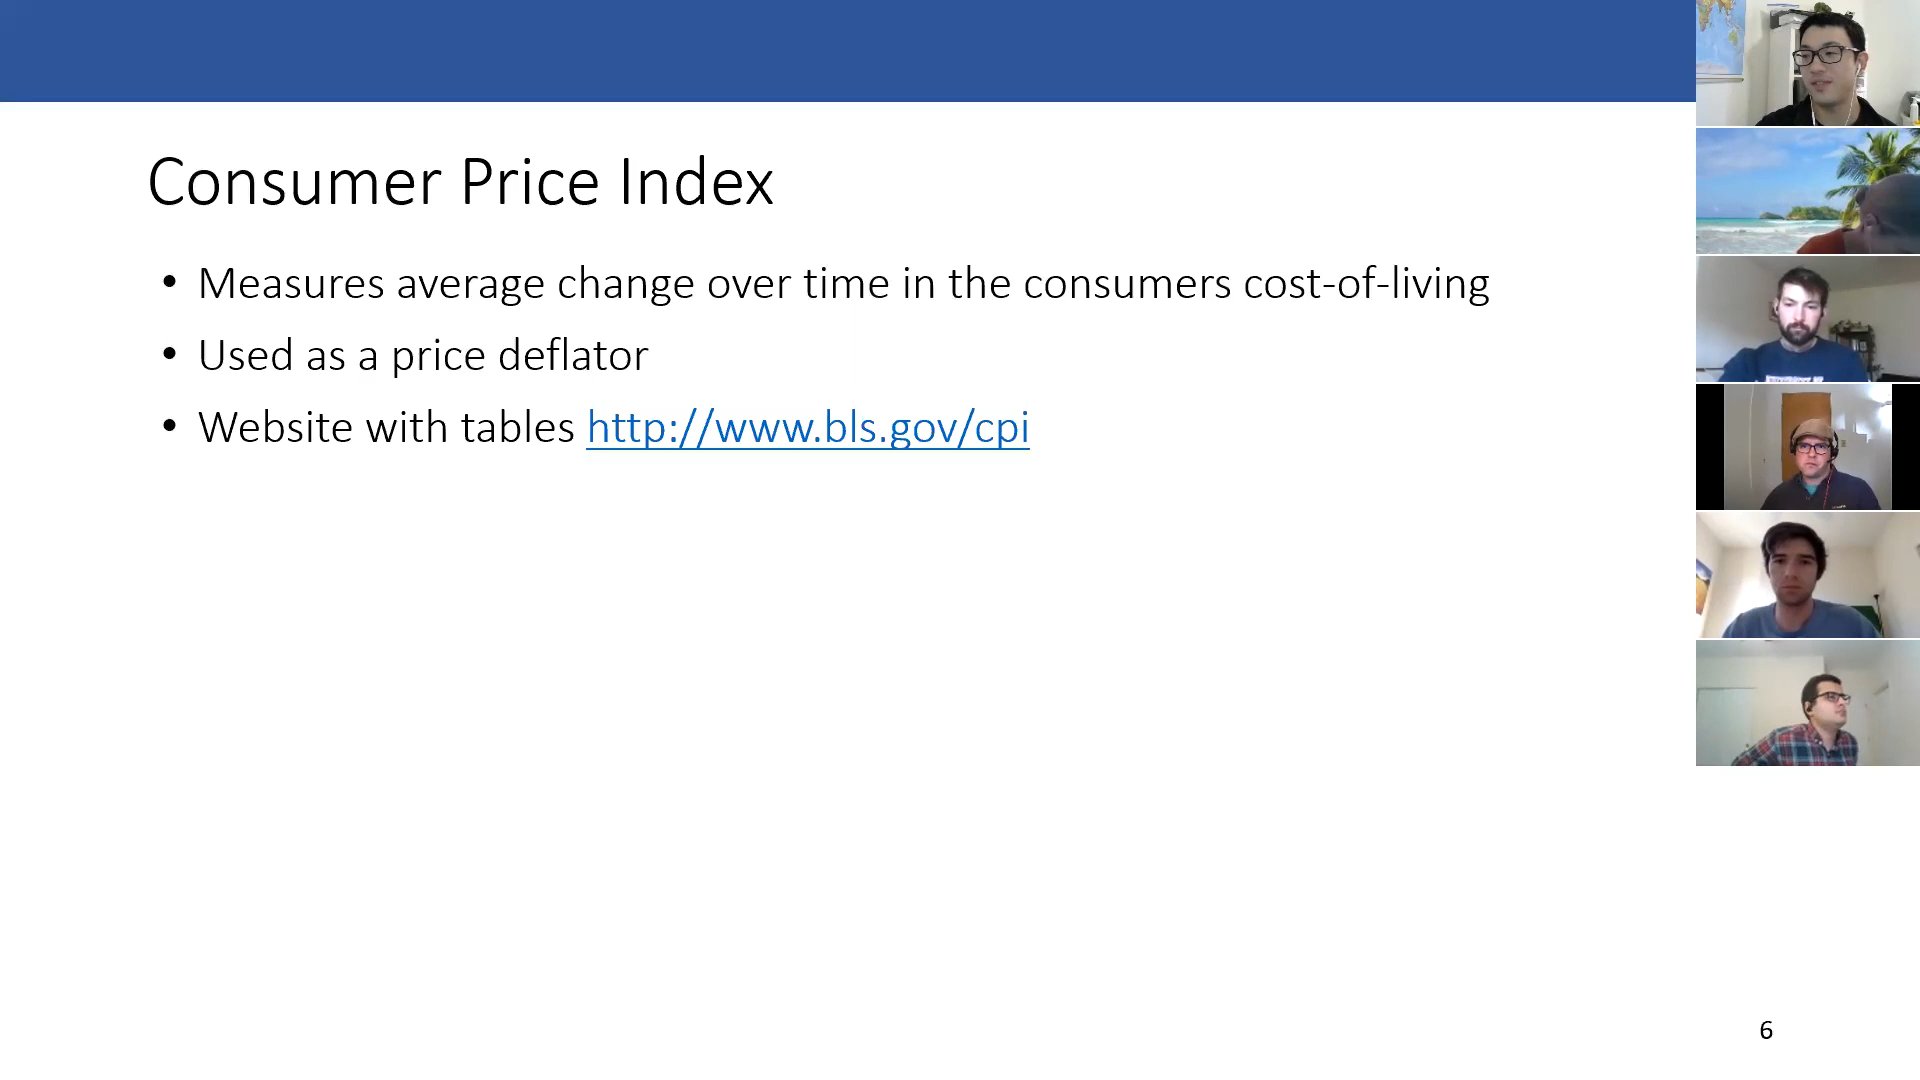 Consumer Price Index
• Measures average change over time in the consumers cost-of-living
• Used as a price deflator
• Website with tables http://www.bls.gov/cpi
6